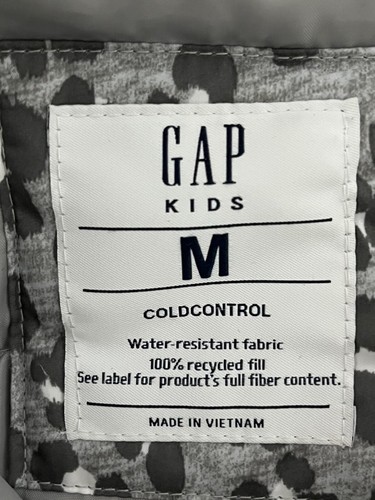 GAP
KIDS
M
COLDCONTROL
Water-resistant fabric
100% recycled fill
See label for product's full fiber content.
MADE IN VIETNAM